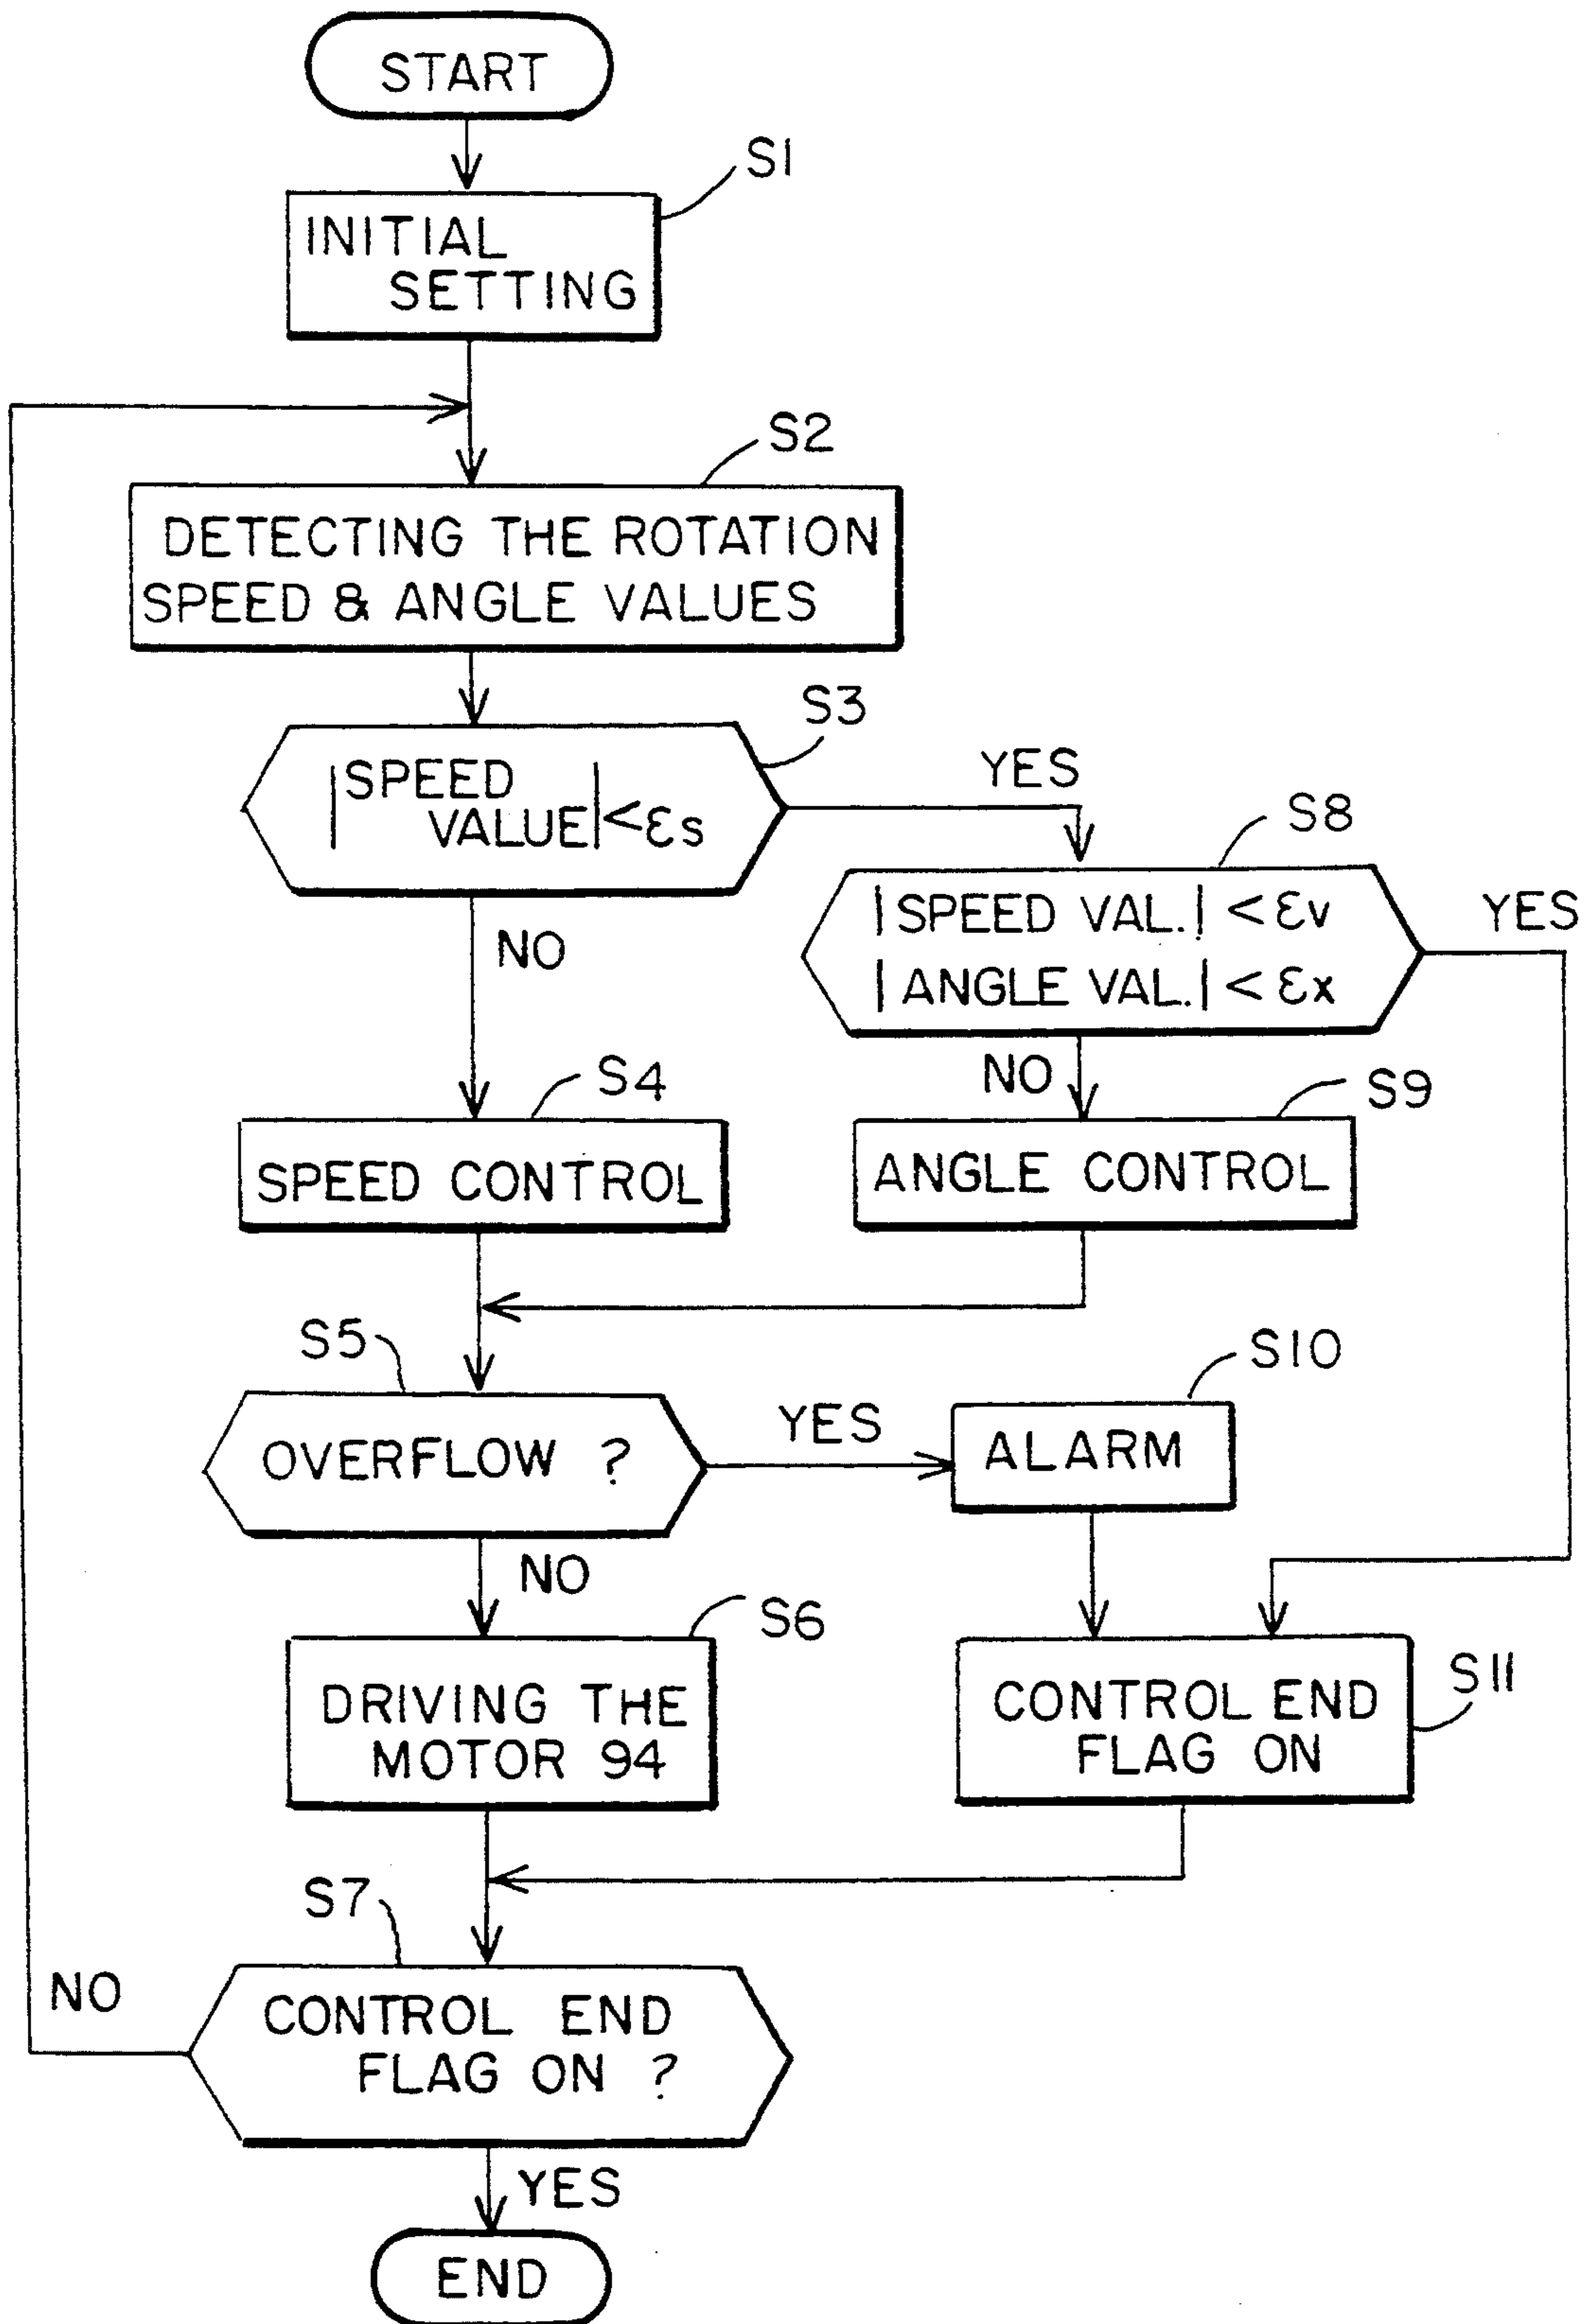 START
S1
INITIAL
SETTING
S2
DETECTING THE ROTATION
SPEED & ANGLE VALUES
S3
|SPEED
VALUE|<εs
YES
S8
|SPEED VAL.| < εv
|ANGLE VAL.| < εx
YES
NO
NO
S4
SPEED CONTROL
S9
ANGLE CONTROL
S5
OVERFLOW ?
YES
S10
ALARM
NO
S6
DRIVING THE
MOTOR 94
S11
CONTROL END
FLAG ON
S7
CONTROL END
FLAG ON ?
NO
YES
END